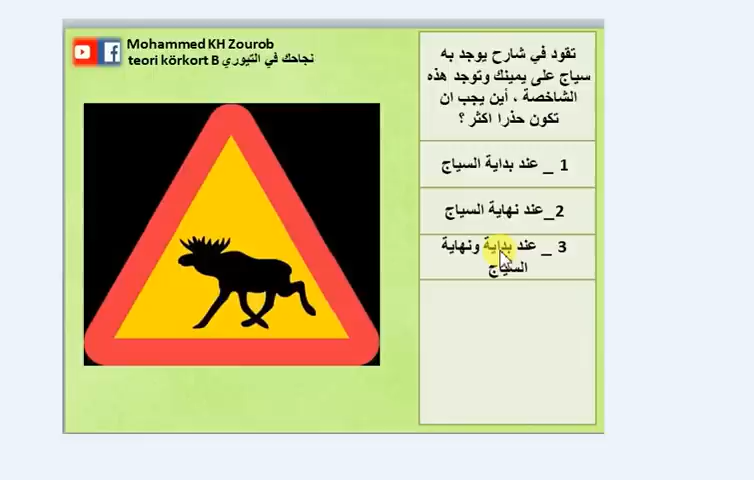 Mohammed KH Zourob
نجاحك في التيوري teori körkort B
تقود في شارح يوجد به
سياج على يمينك وتوجد هذه
الشاخصة ، أين يجب ان
تكون حذرا اكثر ؟
1 _ عند بداية السياج
2_عند نهاية السياج
3 _ عند بداية ونهاية
السياج